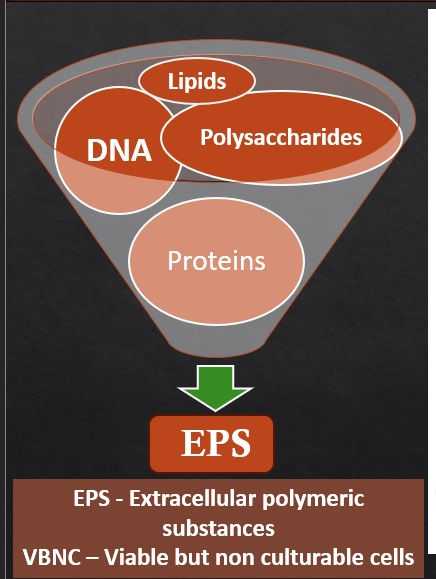 Lipids
DNA
Polysaccharides
Proteins
EPS
EPS - Extracellular polymeric
substances
VBNC – Viable but non culturable cells